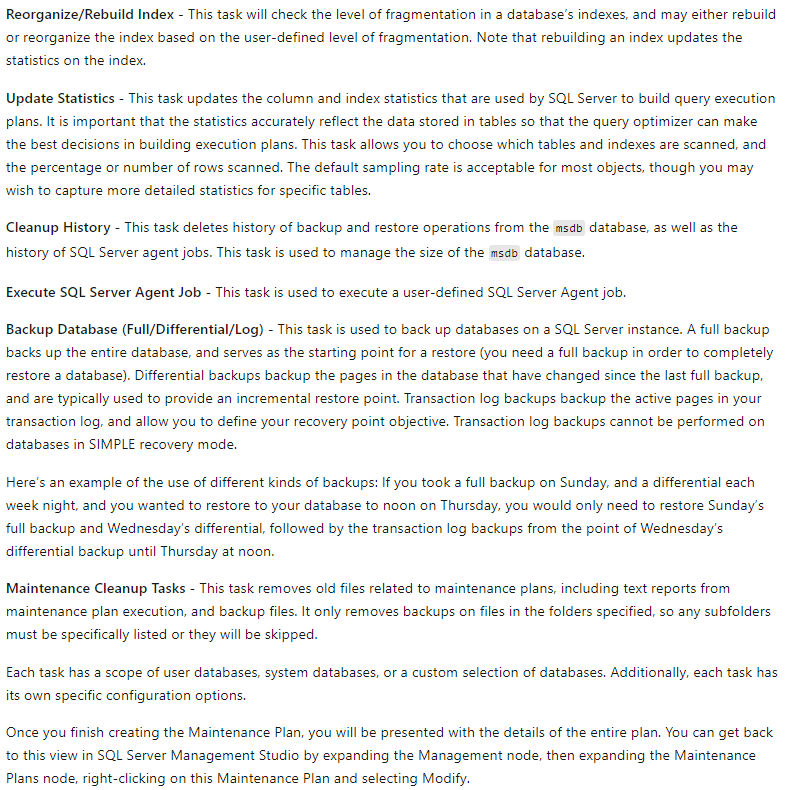 Reorganize/Rebuild Index - This task will check the level of fragmentation in a database's indexes, and may either rebuild
or reorganize the index based on the user-defined level of fragmentation. Note that rebuilding an index updates the
statistics on the index.
Update Statistics - This task updates the column and index statistics that are used by SQL Server to build query execution
plans. It is important that the statistics accurately reflect the data stored in tables so that the query optimizer can make
the best decisions in building execution plans. This task allows you to choose which tables and indexes are scanned, and
the percentage or number of rows scanned. The default sampling rate is acceptable for most objects, though you may
wish to capture more detailed statistics for specific tables.
Cleanup History - This task deletes history of backup and restore operations from the msdb database, as well as the
history of SQL Server agent jobs. This task is used to manage the size of the msdb database.
Execute SQL Server Agent Job - This task is used to execute a user-defined SQL Server Agent job.
Backup Database (Full/Differential/Log) - This task is used to back up databases on a SQL Server instance. A full backup
backs up the entire database, and serves as the starting point for a restore (you need a full backup in order to completely
restore a database). Differential backups backup the pages in the database that have changed since the last full backup,
and are typically used to provide an incremental restore point. Transaction log backups backup the active pages in your
transaction log, and allow you to define your recovery point objective. Transaction log backups cannot be performed on
databases in SIMPLE recovery mode.
Here's an example of the use of different kinds of backups: If you took a full backup on Sunday, and a differential each
week night, and you wanted to restore to your database to noon on Thursday, you would only need to restore Sunday's
full backup and Wednesday's differential, followed by the transaction log backups from the point of Wednesday's
differential backup until Thursday at noon.
Maintenance Cleanup Tasks - This task removes old files related to maintenance plans, including text reports from
maintenance plan execution, and backup files. It only removes backups on files in the folders specified, so any subfolders
must be specifically listed or they will be skipped.
Each task has a scope of user databases, system databases, or a custom selection of databases. Additionally, each task has
its own specific configuration options.
Once you finish creating the Maintenance Plan, you will be presented with the details of the entire plan. You can get back
to this view in SQL Server Management Studio by expanding the Management node, then expanding the Maintenance
Plans node, right-clicking on this Maintenance Plan and selecting Modify.